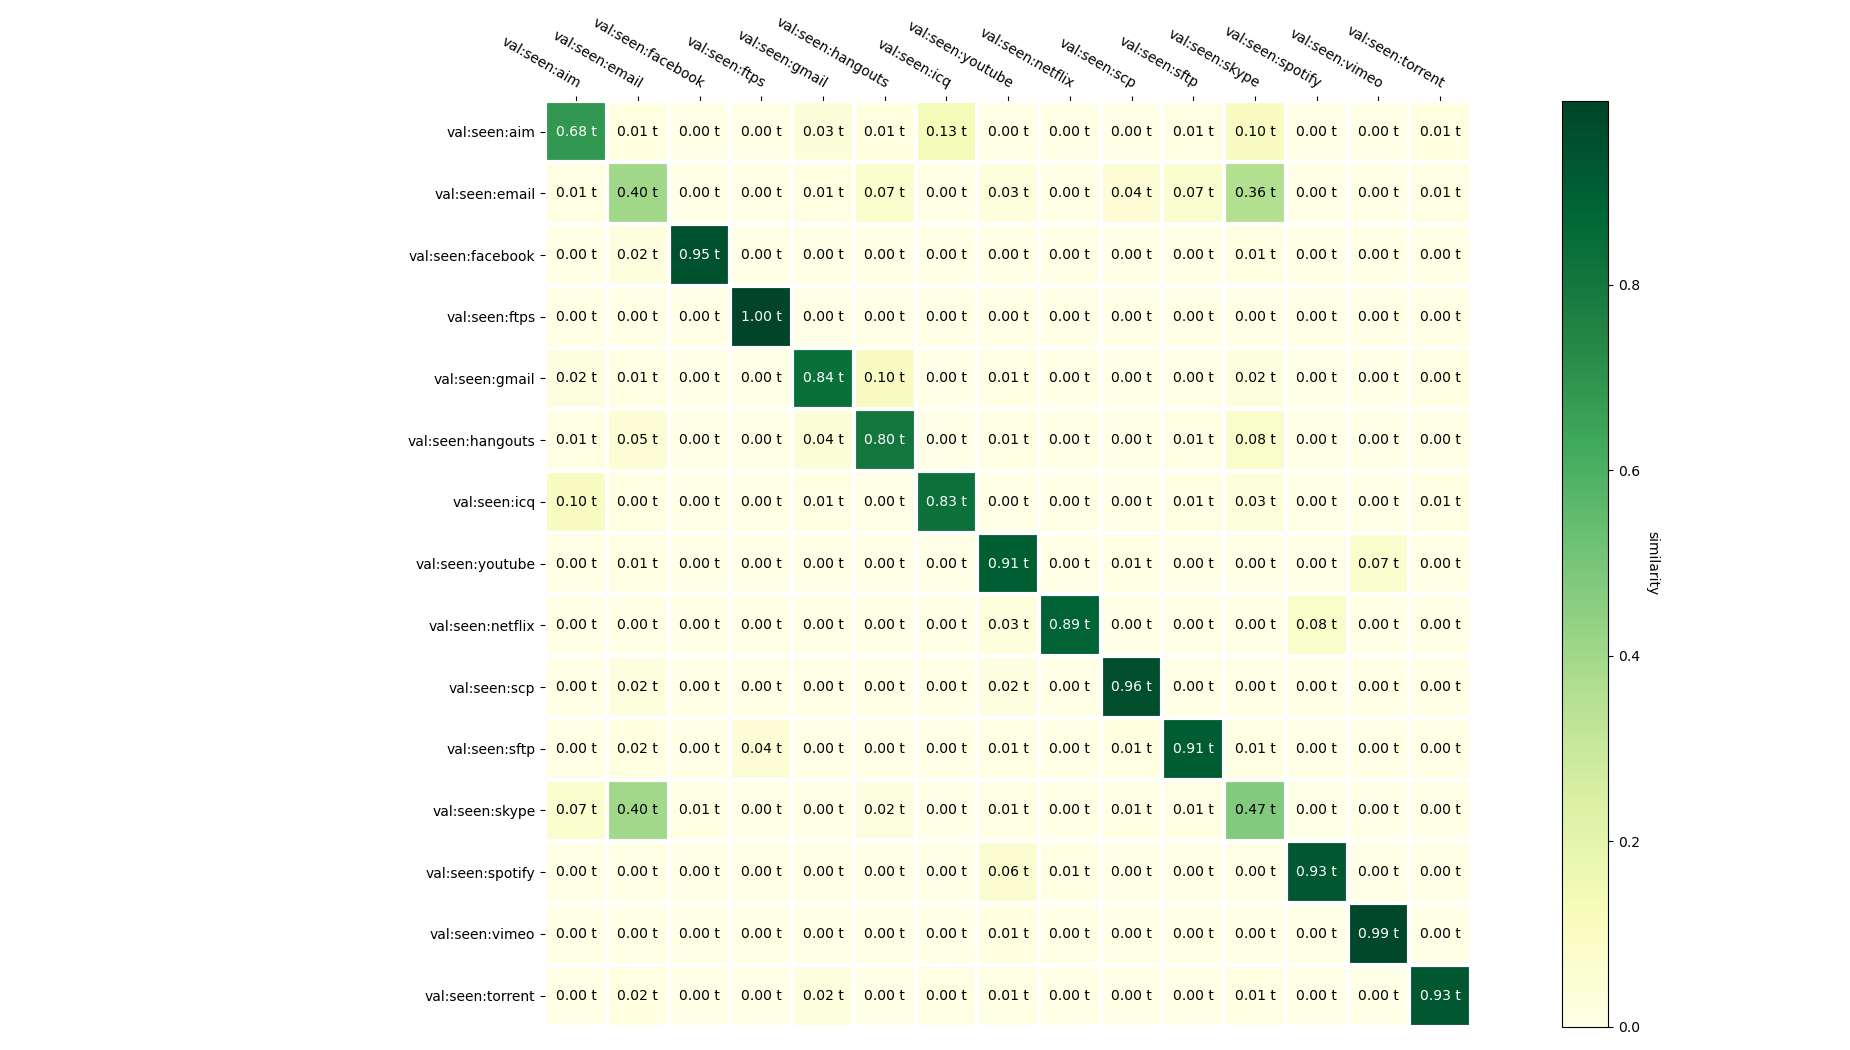 val:seen:aim
val:seen:email
val:seen:facebook
val:seen:ftps
val:seen:gmail
val:seen:hangouts
val:seen:icq
val:seen:youtube
val:seen:netflix
val:seen:scp
val:seen:sftp
val:seen:skype
val:seen:spotify
val:seen:vimeo
val:seen:torrent
val:seen:aim 0.68 t 0.01 t 0.00 t 0.00 t 0.03 t 0.01 t 0.13 t 0.00 t 0.00 t 0.00 t 0.01 t 0.10 t 0.00 t 0.00 t 0.01 t
val:seen:email 0.01 t 0.40 t 0.00 t 0.00 t 0.01 t 0.07 t 0.00 t 0.03 t 0.00 t 0.04 t 0.07 t 0.36 t 0.00 t 0.00 t 0.01 t
val:seen:facebook 0.00 t 0.02 t 0.95 t 0.00 t 0.00 t 0.00 t 0.00 t 0.00 t 0.00 t 0.00 t 0.00 t 0.01 t 0.00 t 0.00 t 0.00 t
val:seen:ftps 0.00 t 0.00 t 0.00 t 1.00 t 0.00 t 0.00 t 0.00 t 0.00 t 0.00 t 0.00 t 0.00 t 0.00 t 0.00 t 0.00 t 0.00 t
val:seen:gmail 0.02 t 0.01 t 0.00 t 0.00 t 0.84 t 0.10 t 0.00 t 0.01 t 0.00 t 0.00 t 0.00 t 0.02 t 0.00 t 0.00 t 0.00 t
val:seen:hangouts 0.01 t 0.05 t 0.00 t 0.00 t 0.04 t 0.80 t 0.00 t 0.01 t 0.00 t 0.00 t 0.01 t 0.08 t 0.00 t 0.00 t 0.00 t
val:seen:icq 0.10 t 0.00 t 0.00 t 0.00 t 0.01 t 0.00 t 0.83 t 0.00 t 0.00 t 0.00 t 0.01 t 0.03 t 0.00 t 0.00 t 0.01 t
val:seen:youtube 0.00 t 0.01 t 0.00 t 0.00 t 0.00 t 0.00 t 0.00 t 0.91 t 0.00 t 0.01 t 0.00 t 0.00 t 0.00 t 0.07 t 0.00 t
val:seen:netflix 0.00 t 0.00 t 0.00 t 0.00 t 0.00 t 0.00 t 0.00 t 0.03 t 0.89 t 0.00 t 0.00 t 0.00 t 0.08 t 0.00 t 0.00 t
val:seen:scp 0.00 t 0.02 t 0.00 t 0.00 t 0.00 t 0.00 t 0.00 t 0.02 t 0.00 t 0.96 t 0.00 t 0.00 t 0.00 t 0.00 t 0.00 t
val:seen:sftp 0.00 t 0.02 t 0.00 t 0.04 t 0.00 t 0.00 t 0.00 t 0.01 t 0.00 t 0.01 t 0.91 t 0.01 t 0.00 t 0.00 t 0.00 t
val:seen:skype 0.07 t 0.40 t 0.01 t 0.00 t 0.00 t 0.02 t 0.00 t 0.01 t 0.00 t 0.01 t 0.01 t 0.47 t 0.00 t 0.00 t 0.00 t
val:seen:spotify 0.00 t 0.00 t 0.00 t 0.00 t 0.00 t 0.00 t 0.00 t 0.06 t 0.01 t 0.00 t 0.00 t 0.00 t 0.93 t 0.00 t 0.00 t
val:seen:vimeo 0.00 t 0.00 t 0.00 t 0.00 t 0.00 t 0.00 t 0.00 t 0.01 t 0.00 t 0.00 t 0.00 t 0.00 t 0.00 t 0.99 t 0.00 t
val:seen:torrent 0.00 t 0.02 t 0.00 t 0.00 t 0.02 t 0.00 t 0.00 t 0.01 t 0.00 t 0.00 t 0.00 t 0.01 t 0.00 t 0.00 t 0.93 t
0.8
0.6
0.4
0.2
0.0
similarity